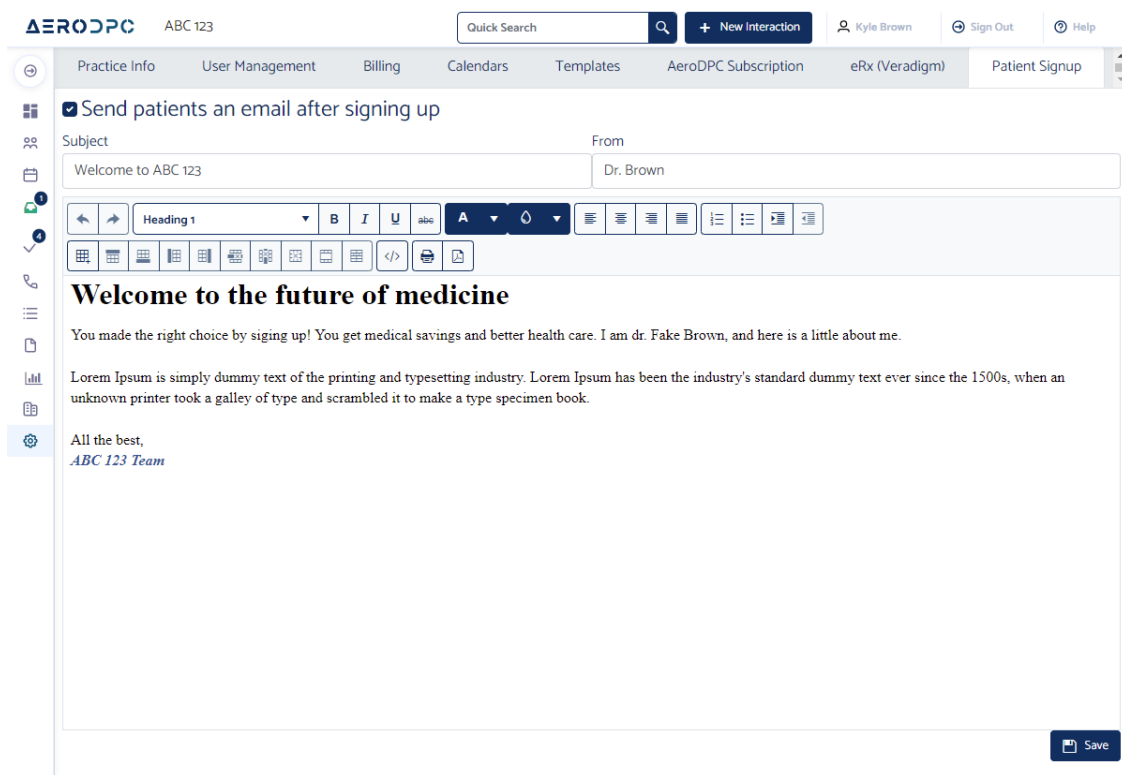 AERODPC
ABC 123
Quick Search
+ New Interaction
Kyle Brown
Sign Out
Help
Practice Info
User Management
Billing
Calendars
Templates
AeroDPC Subscription
eRx (Veradigm)
Patient Signup
Send patients an email after signing up
Subject
From
Welcome to ABC 123
Dr. Brown
1
4
Heading 1
B
I
U
abc
A
</>
Welcome to the future of medicine
You made the right choice by siging up! You get medical savings and better health care. I am dr. Fake Brown, and here is a little about me.
Lorem Ipsum is simply dummy text of the printing and typesetting industry. Lorem Ipsum has been the industry's standard dummy text ever since the 1500s, when an
unknown printer took a galley of type and scrambled it to make a type specimen book.
All the best,
ABC 123 Team
Save